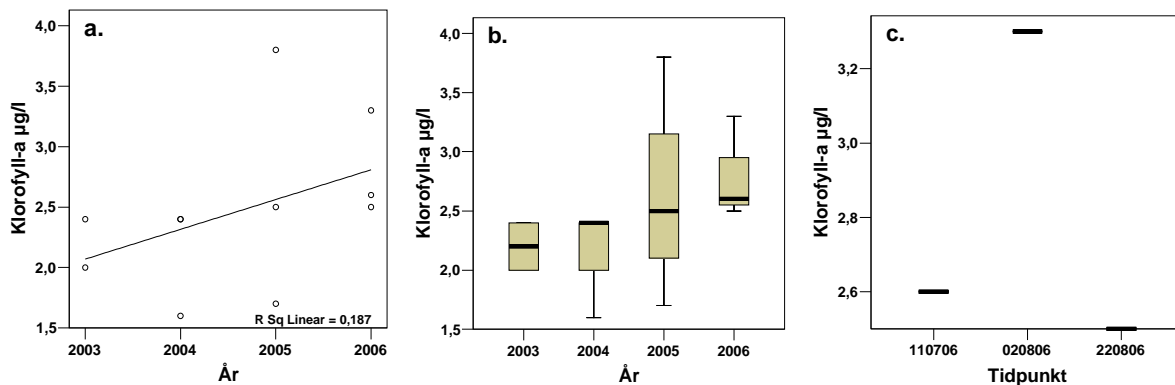 a.
Klorofyll-a µg/l
4,0
3,5
3,0
2,5
2,0
1,5
2003
2004
2005
2006
År
R Sq Linear = 0,187
b.
Klorofyll-a µg/l
4,0
3,5
3,0
2,5
2,0
1,5
2003
2004
2005
2006
År
c.
Klorofyll-a µg/l
3,2
3,0
2,8
2,6
110706
020806
220806
Tidpunkt